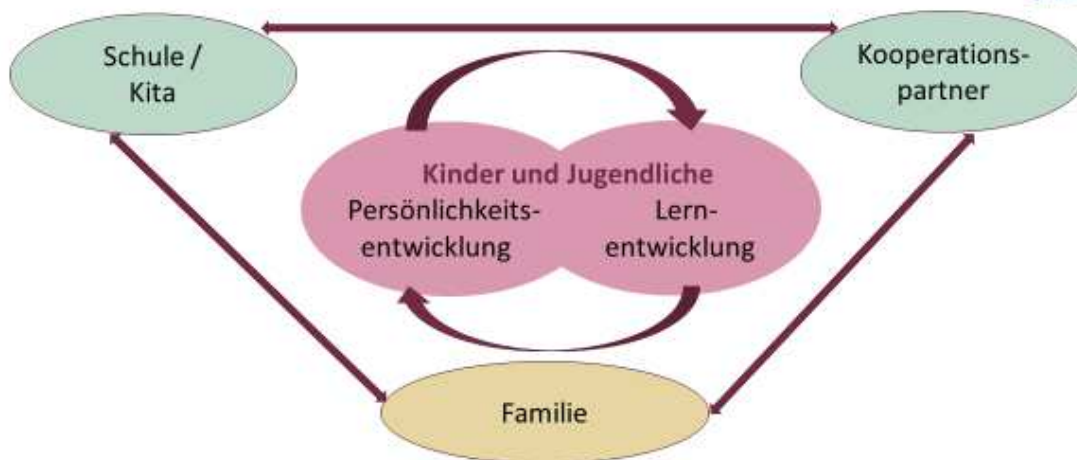 Schule /
Kita
Kooperations-
partner
Kinder und Jugendliche
Persönlichkeits-
entwicklung
Lern-
entwicklung
Familie